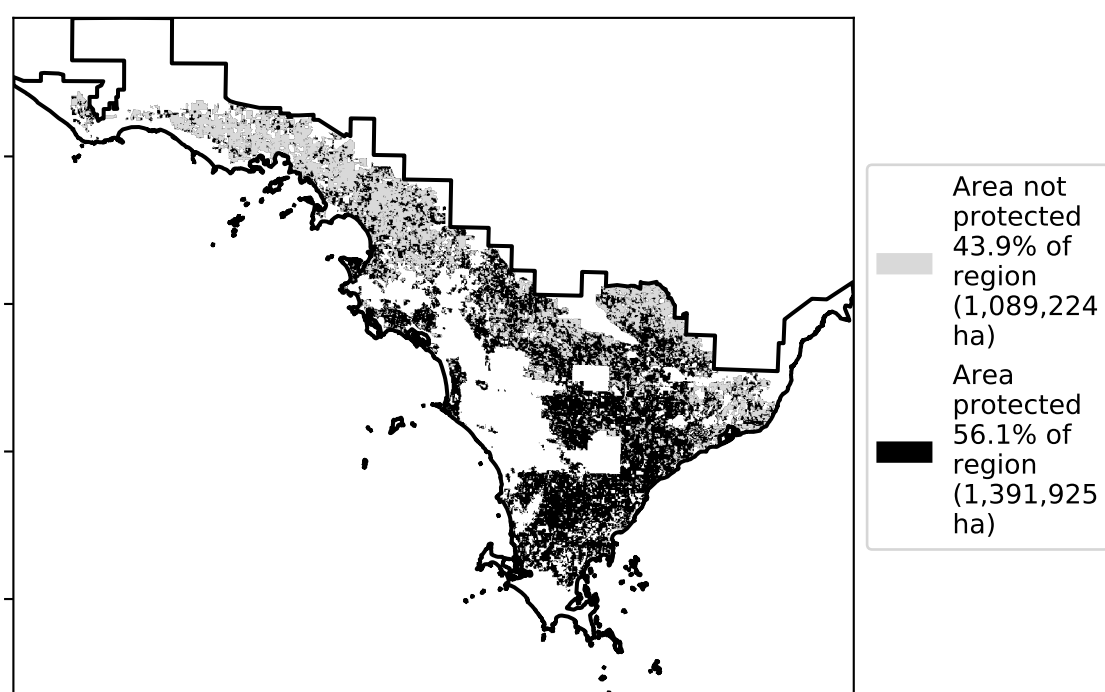 Area not
protected
43.9% of
region
(1,089,224
ha)
Area
protected
56.1% of
region
(1,391,925
ha)